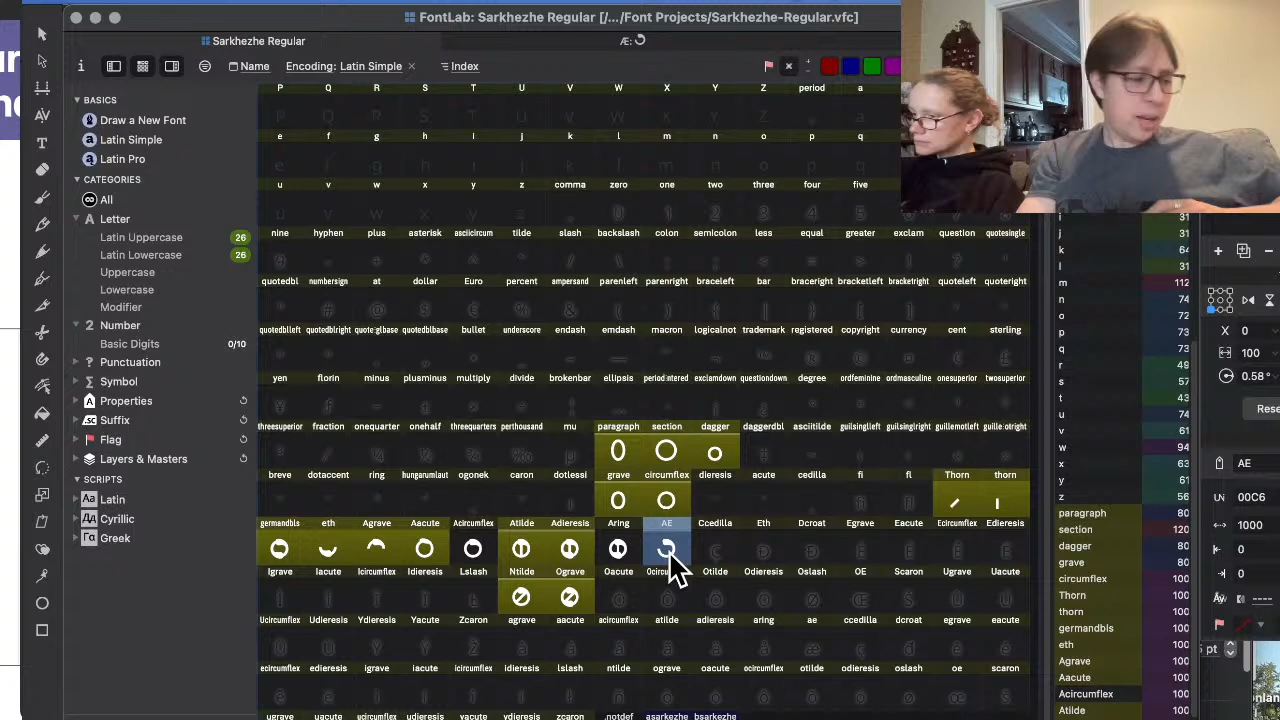 FontLab: Sarkhezhe Regular [/.../Font Projects/Sarkhezhe-Regular.vfc]
Sarkhezhe Regular
Æ:
Name
Encoding: Latin Simple
Index
BASICS
Draw a New Font
Latin Simple
Latin Pro
CATEGORIES
All
Letter
Latin Uppercase 26
Latin Lowercase 26
Uppercase
Lowercase
Modifier
Number
Basic Digits 0/10
Punctuation
Symbol
Properties
Suffix
Flag
Layers & Masters
SCRIPTS
Latin
Cyrillic
Greek
P Q R S T U V W X Y Z period a
e f g h i j k l m n o p q
u v w x y z comma zero one two three four five
nine hyphen plus asterisk asciicircum tilde slash backslash colon semicolon less equal greater exclam question quotesingle
quotedbl numbersign at dollar Euro percent ampersand parenleft parenright braceleft bar braceright bracketleft bracketright quoteleft quoteright
quotedblleft quotedblright quotesinglbase quotedblbase bullet underscore endash emdash macron logicalnot trademark registered copyright currency cent sterling
yen florin minus plusminus multiply divide brokenbar ellipsis exclamdown questiondown degree ordfeminine ordmasculine onesuperior twosuperior
threesuperior fraction onequarter onehalf threequarters perthousand mu paragraph section dagger daggerdbl asciitilde guilsinglleft guilsinglright guillemotleft
breve dotaccent ring hungarumlaut ogonek caron dotlessi grave circumflex dieresis acute cedilla fi fl Thorn thorn
germandbls eth Agrave Aacute Acircumflex Atilde Adieresis Aring AE Ccedilla Eth Dcroat Egrave Eacute Ecircumflex Edieresis
Igrave Iacute Icircumflex Idieresis Lslash Ntilde Ograve Oacute Otilde Odieresis Oslash OE Scaron Ugrave Uacute
Ucircumflex Udieresis Ydieresis Yacute Zcaron agrave aacute acircumflex atilde adieresis aring ae ccedilla dcroat egrave eacute
ecircumflex edieresis igrave iacute icircumflex idieresis lslash ntilde ograve oacute ocircumflex otilde odieresis oslash oe scaron
ugrave uacute ucircumflex udieresis yacute ydieresis zcaron .notdef asarkezhe bsarkezhe
i 31
j 31
k 64
l 31
m 112
n 74
o 72
p 73
q 73
r 49
s 57
t 43
u 74
v 61
w 94
x 63
y 61
z 56
paragraph 80
section 120
dagger 80
grave 80
circumflex 100
Thorn 100
thorn 100
germandbls 100
eth 100
Agrave 100
Aacute 100
Acircumflex 100
Atilde 100
X 0
100
0.58°
AE
UN 00C6
1000
0
0
5 pt